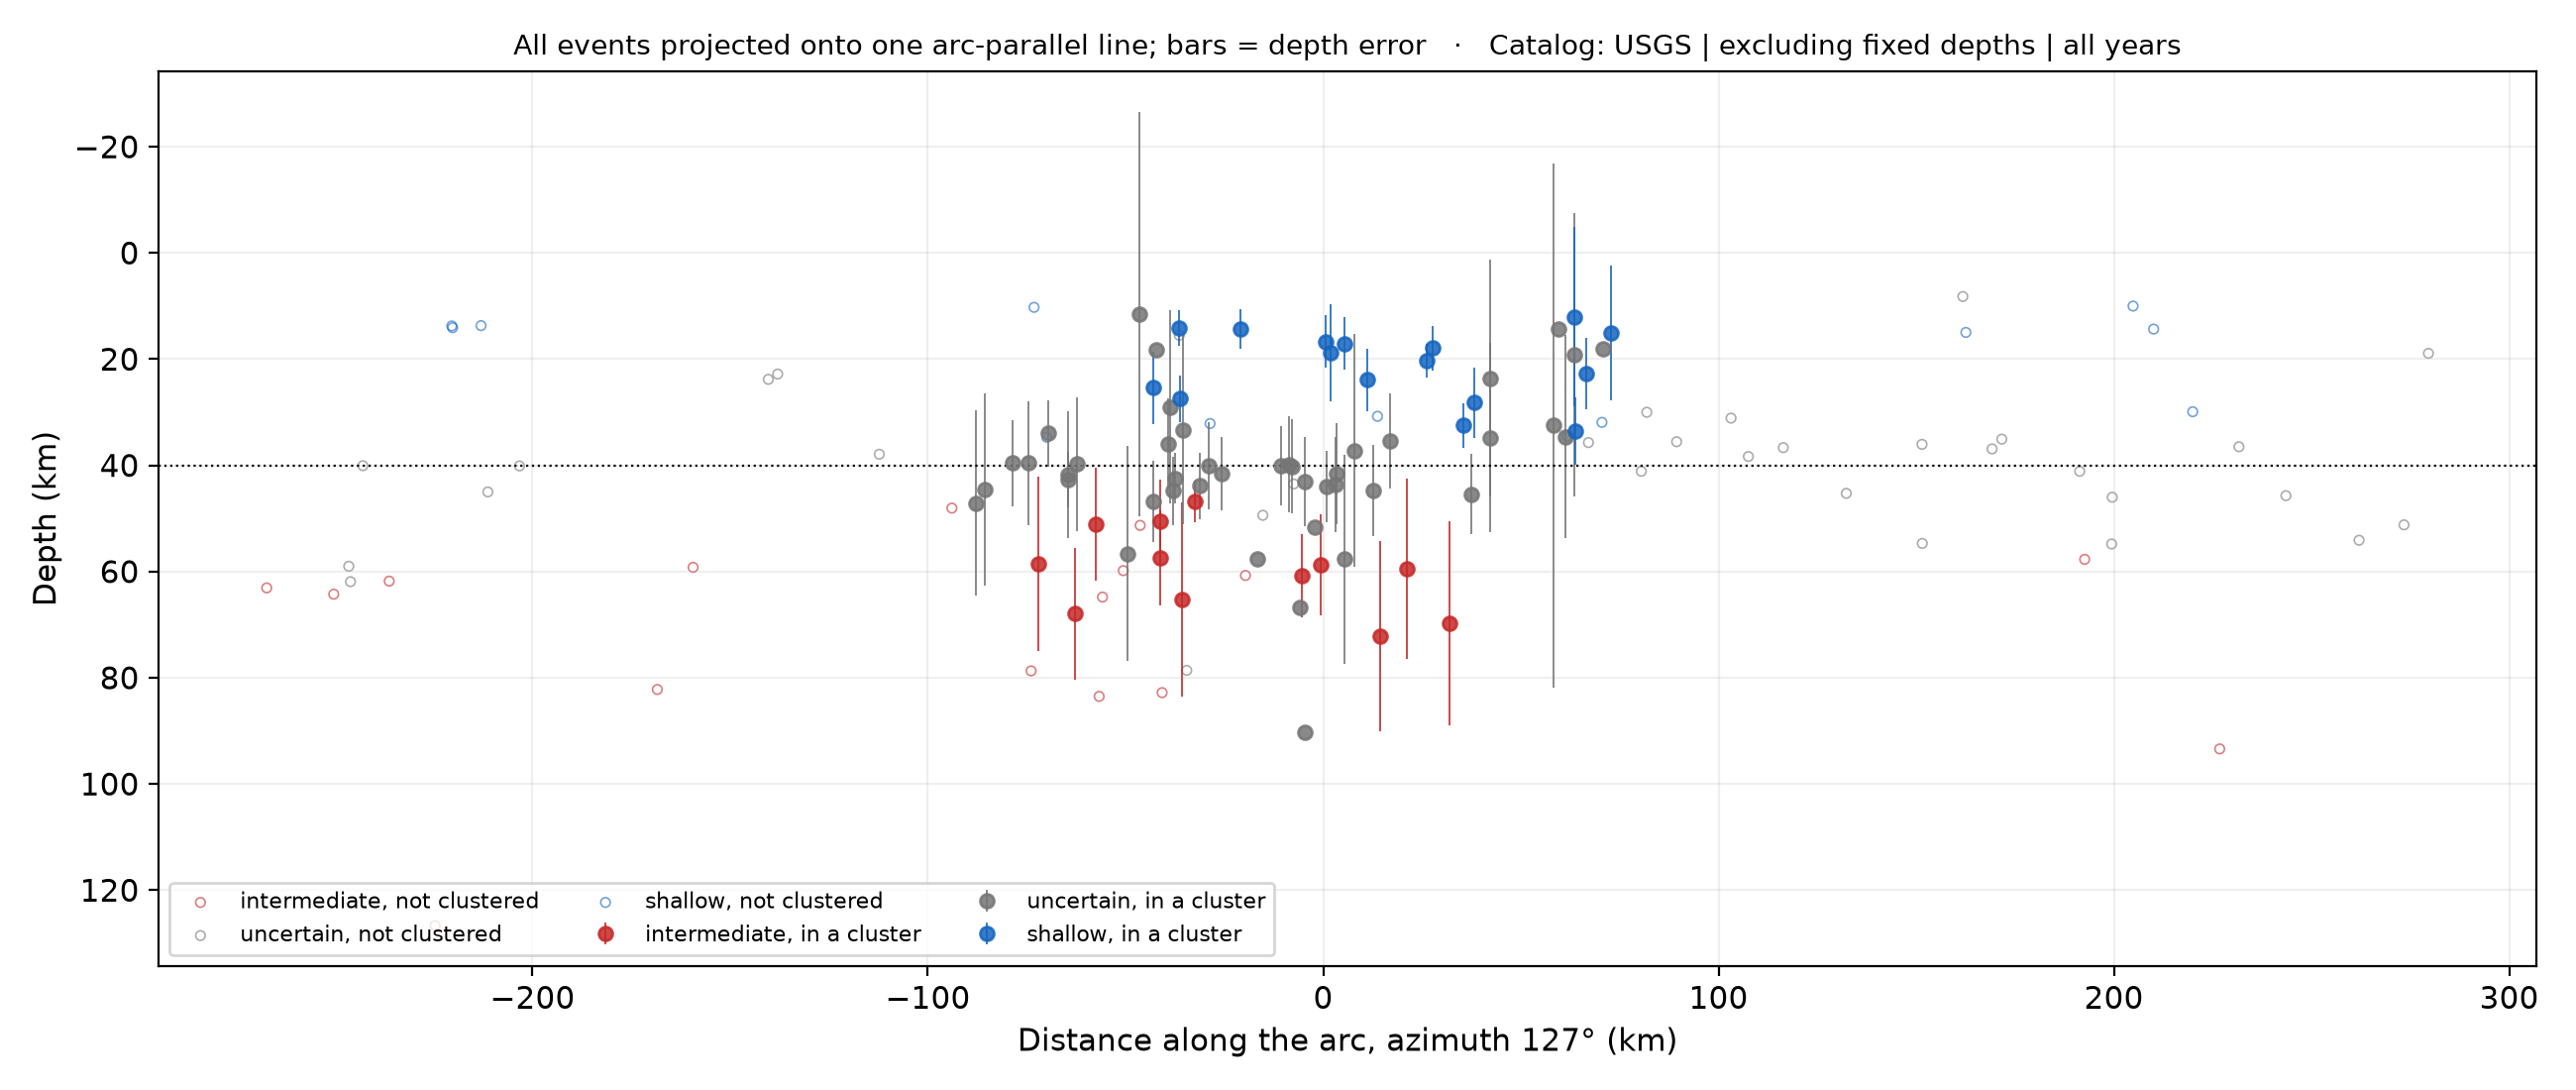 All events projected onto one arc-parallel line; bars = depth error · Catalog: USGS | excluding fixed depths | all years
−20
0
20
40
60
80
100
120
Depth (km)
intermediate, not clustered
uncertain, not clustered
shallow, not clustered
intermediate, in a cluster
uncertain, in a cluster
shallow, in a cluster
−200
−100
0
100
200
300
Distance along the arc, azimuth 127° (km)